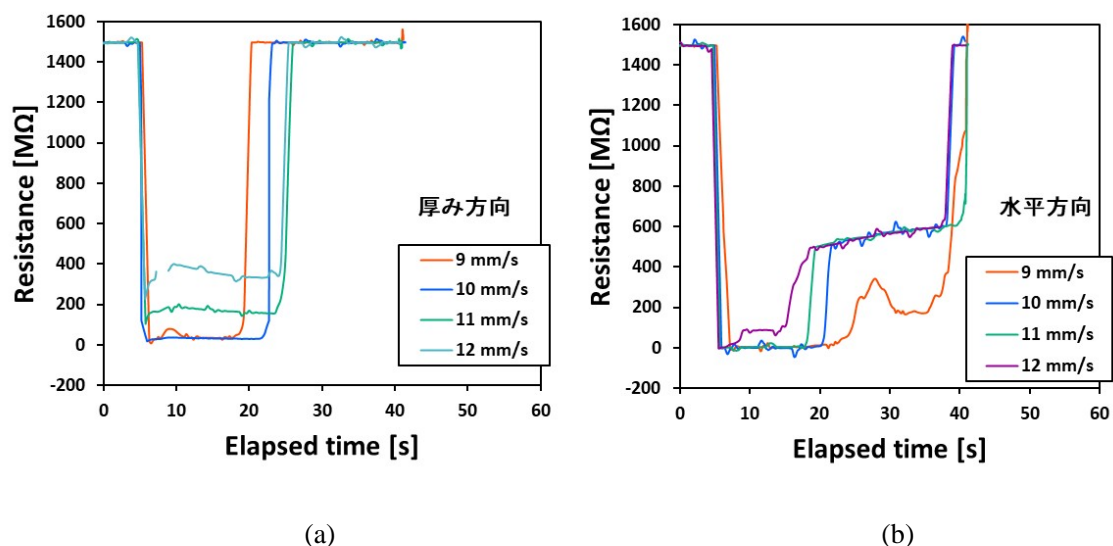 1600
1400
1200
1000
800
600
400
200
0
-200
Resistance [MΩ]
0 10 20 30 40 50 60
Elapsed time [s]
厚み方向
9 mm/s
10 mm/s
11 mm/s
12 mm/s
(a)
1600
1400
1200
1000
800
600
400
200
0
-200
Resistance [MΩ]
0 10 20 30 40 50 60
Elapsed time [s]
水平方向
9 mm/s
10 mm/s
11 mm/s
12 mm/s
(b)